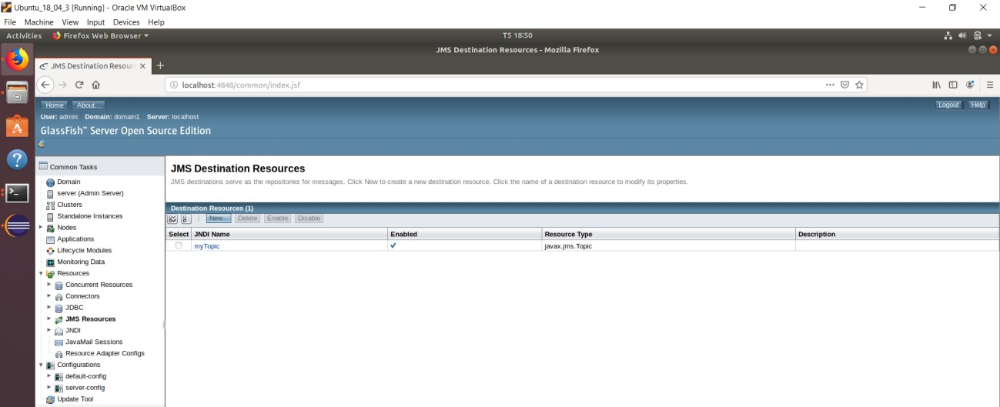 Ubuntu_18_04_3 [Running] - Oracle VM VirtualBox
File Machine View Input Devices Help
Activities Firefox Web Browser T5 18:50
JMS Destination Resources - Mozilla Firefox
JMS Destination Resourc
localhost:4848/common/index.jsf
Home About... Logout Help
User: admin Domain: domain1 Server: localhost
GlassFish™ Server Open Source Edition
Common Tasks
Domain
server (Admin Server)
Clusters
Standalone Instances
Nodes
Applications
Lifecycle Modules
Monitoring Data
Resources
Concurrent Resources
Connectors
JDBC
JMS Resources
JNDI
JavaMail Sessions
Resource Adapter Configs
Configurations
default-config
server-config
Update Tool
JMS Destination Resources
JMS destinations serve as the repositories for messages. Click New to create a new destination resource. Click the name of a destination resource to modify its properties.
Destination Resources (1)
New... Delete Enable Disable
Select JNDI Name Enabled Resource Type Description
myTopic javax.jms.Topic